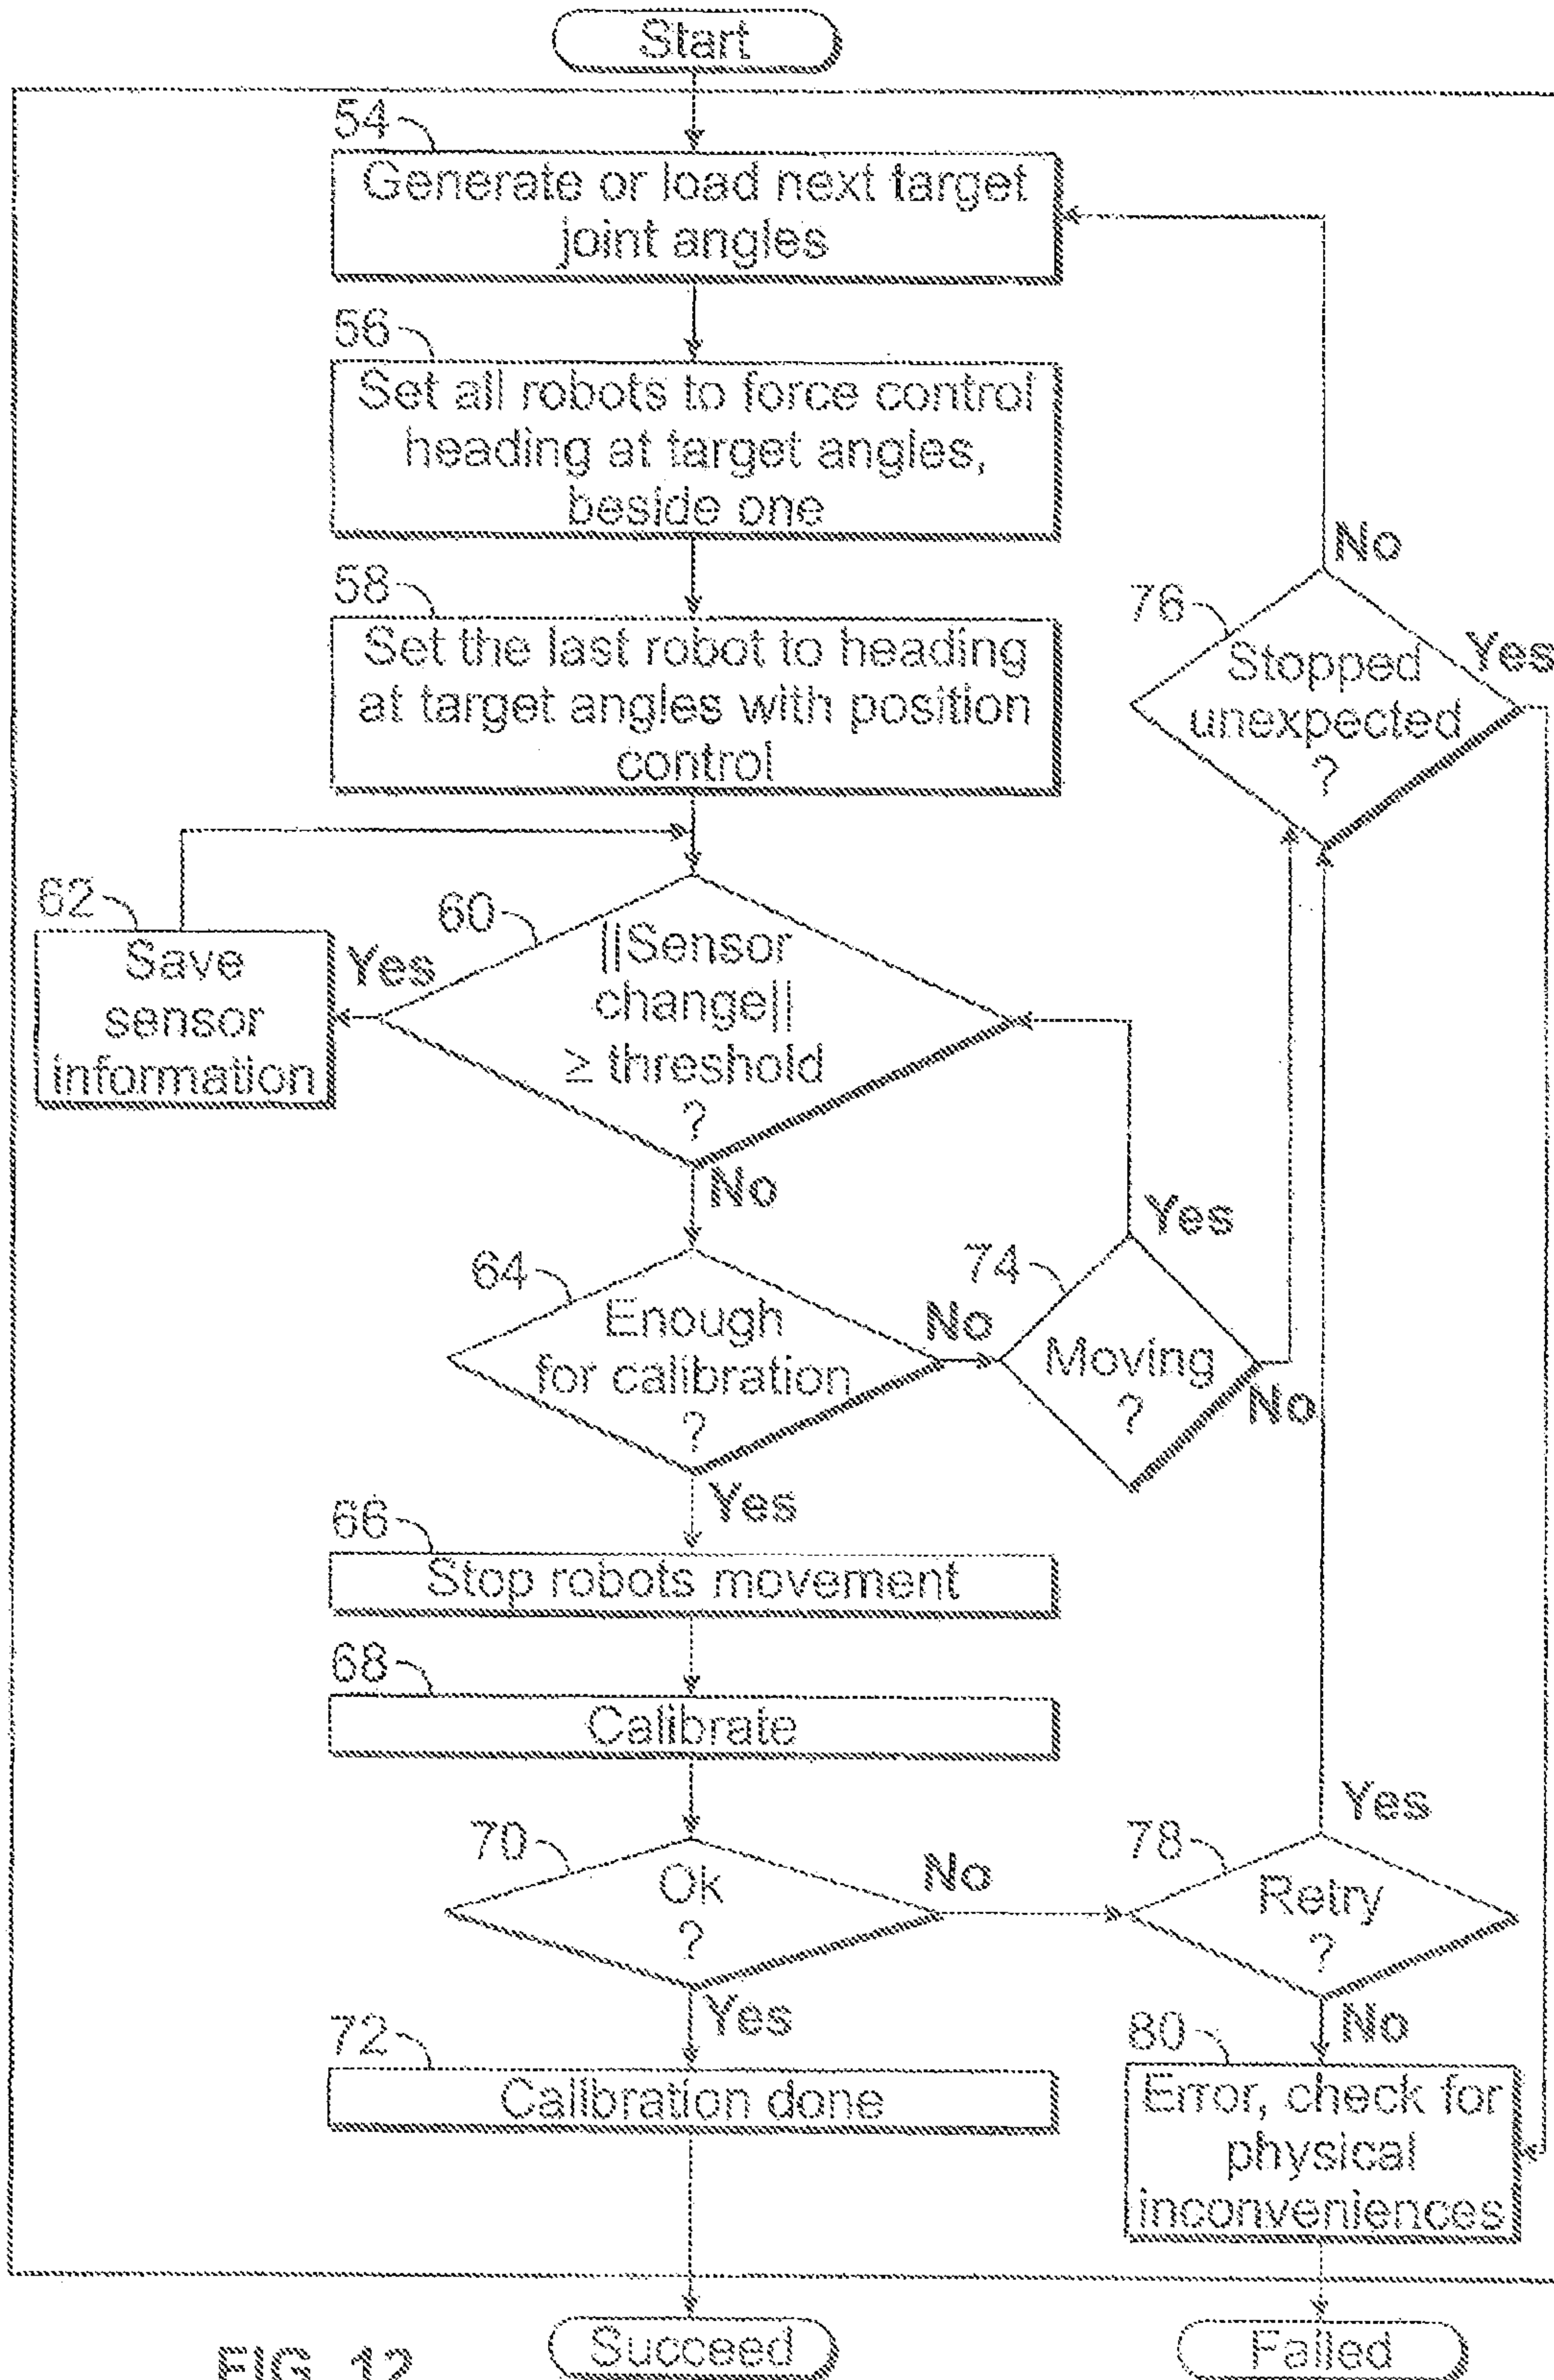 Start
54
Generate or load next target
joint angles
56
Set all robots to force control
heading at target angles,
beside one
58
Set the last robot to heading
at target angles with position
control
No
76
Stopped
unexpected
?
Yes
62
Save
sensor
information
Yes
60
||Sensor
change||
≥ threshold
?
No
64
Enough
for calibration
?
No
74
Moving
?
Yes
No
Yes
66
Stop robots movement
68
Calibrate
70
Ok
?
No
78
Retry
?
Yes
Yes
No
72
Calibration done
80
Error, check for
physical
inconveniences
Succeed
Failed
FIG. 12